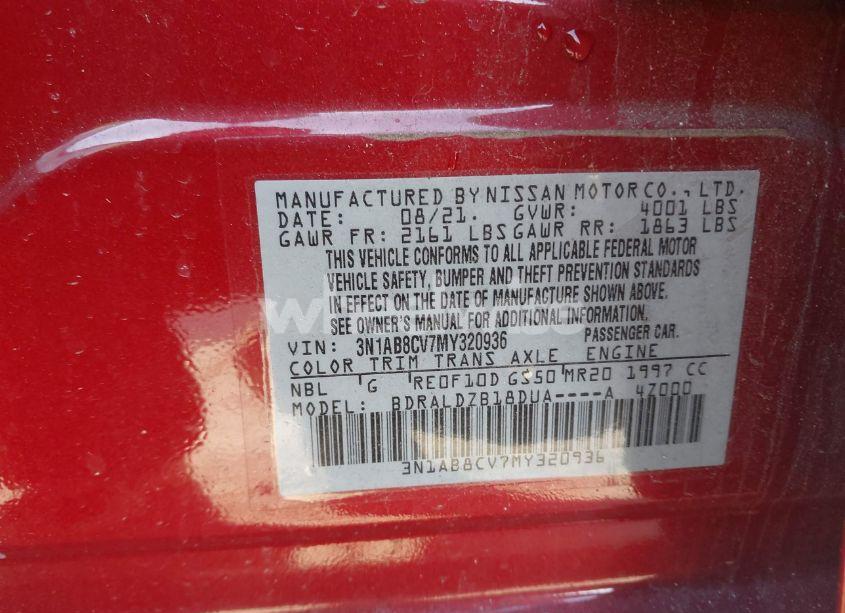 MANUFACTURED BY NISSAN MOTOR CO., LTD.
DATE: 08/21. GVWR: 4001 LBS
GAWR FR: 2161 LBS GAWR RR: 1863 LBS
THIS VEHICLE CONFORMS TO ALL APPLICABLE FEDERAL MOTOR
VEHICLE SAFETY, BUMPER AND THEFT PREVENTION STANDARDS
IN EFFECT ON THE DATE OF MANUFACTURE SHOWN ABOVE.
SEE OWNER'S MANUAL FOR ADDITIONAL INFORMATION.
VIN: 3N1AB8CV7MY320936 PASSENGER CAR.
COLOR TRIM TRANS AXLE ENGINE
NBL G RE0F10D GS50 MR20 1997 CC
MODEL: BDRALDZB18DUA----A 4Z000
3N1AB8CV7MY320936